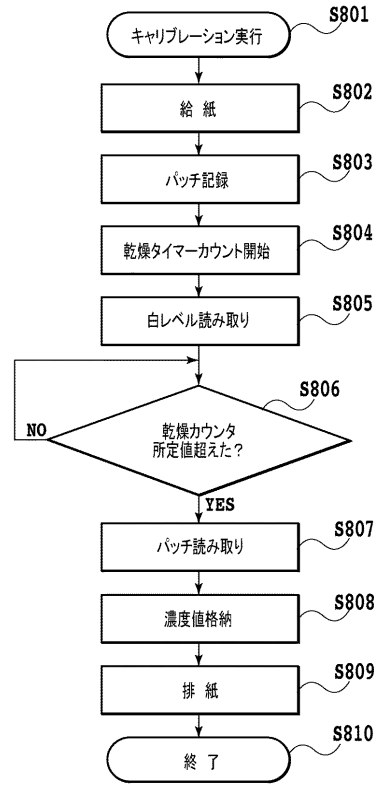 S801
キャリブレーション実行
S802
給 紙
S803
パッチ記録
S804
乾燥タイマーカウント開始
S805
白レベル読み取り
S806
乾燥カウンタ
所定値超えた?
NO
YES
S807
パッチ読み取り
S808
濃度値格納
S809
排 紙
S810
終 了